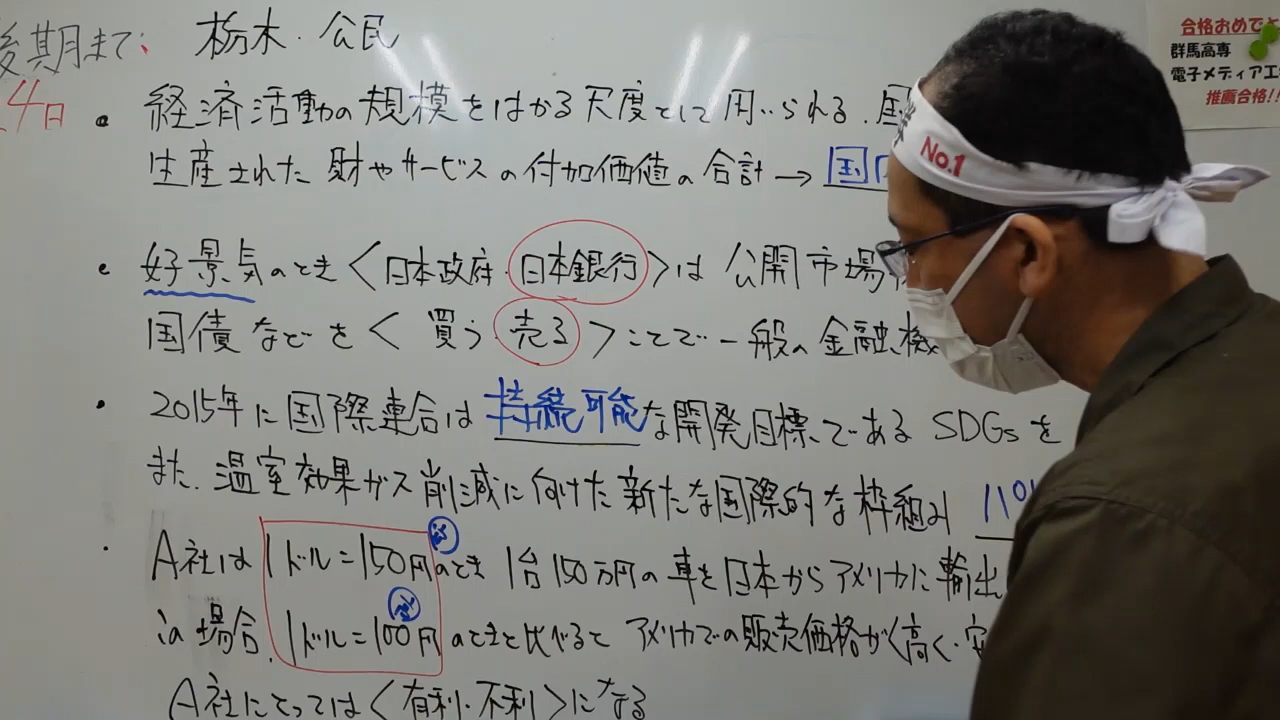 後期まで、 栃木・公民
4日
・ 経済活動の規模をはかる尺度として用いられる、国
生産された財やサービスの付加価値の合計→国
・ 好景気のとき〈日本政府・日本銀行〉は公開市場
国債などを〈買う・売る〉ことで一般の金融機
・ 2015年に国際連合は持続可能な開発目標であるSDGsを
また、温室効果ガス削減に向けた新たな国際的な枠組み パリ
・ A社は1ドル=150円のとき1台150万円の車を日本からアメリカに輸出
い場合、1ドル=100円のときと比べるとアメリカでの販売価格が〈高く・安
A社にとっては〈有利・不利〉になる
No.1
合格おめでと
群馬高専
電子メディア工
推薦合格!!